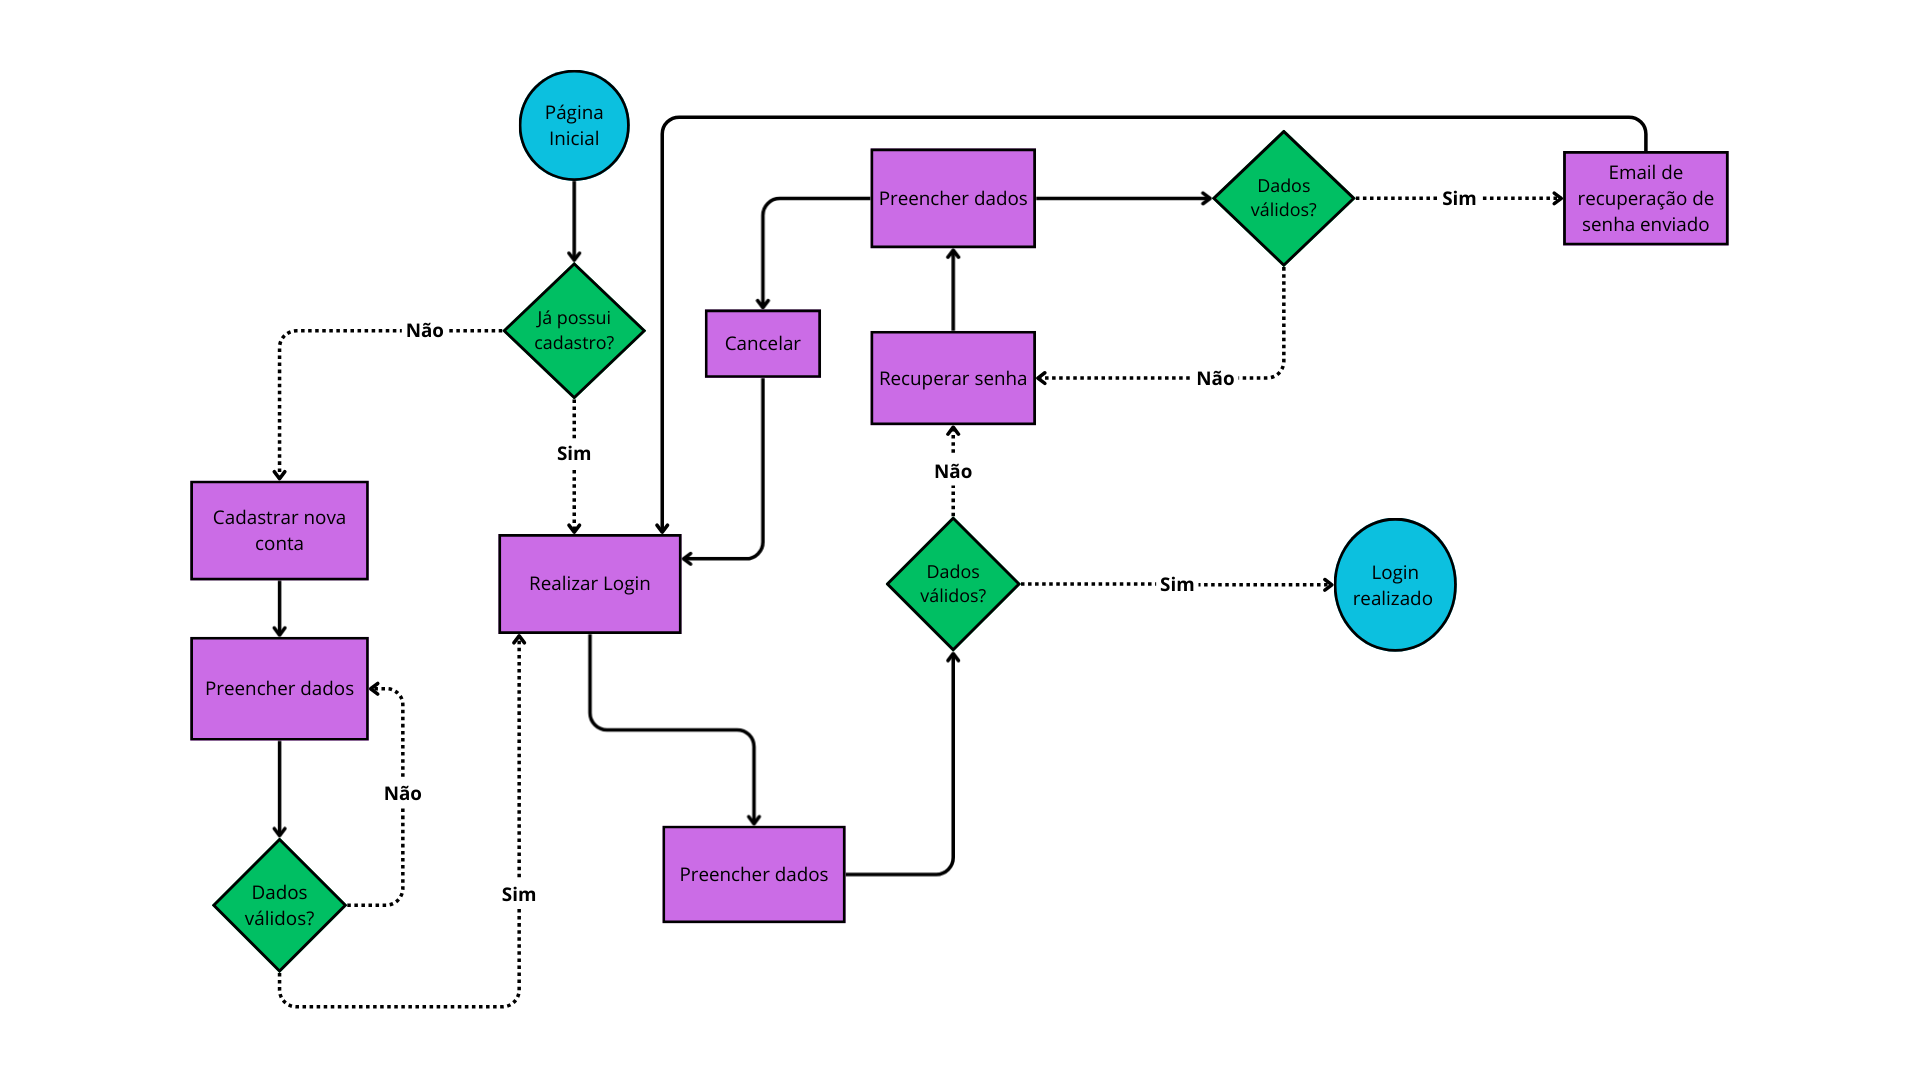 Página
Inicial
Já possui
cadastro?
Não
Sim
Cadastrar nova
conta
Preencher dados
Não
Dados
válidos?
Sim
Realizar Login
Preencher dados
Dados
válidos?
Sim
Login
realizado
Não
Recuperar senha
Preencher dados
Cancelar
Dados
válidos?
Não
Sim
Email de
recuperação de
senha enviado